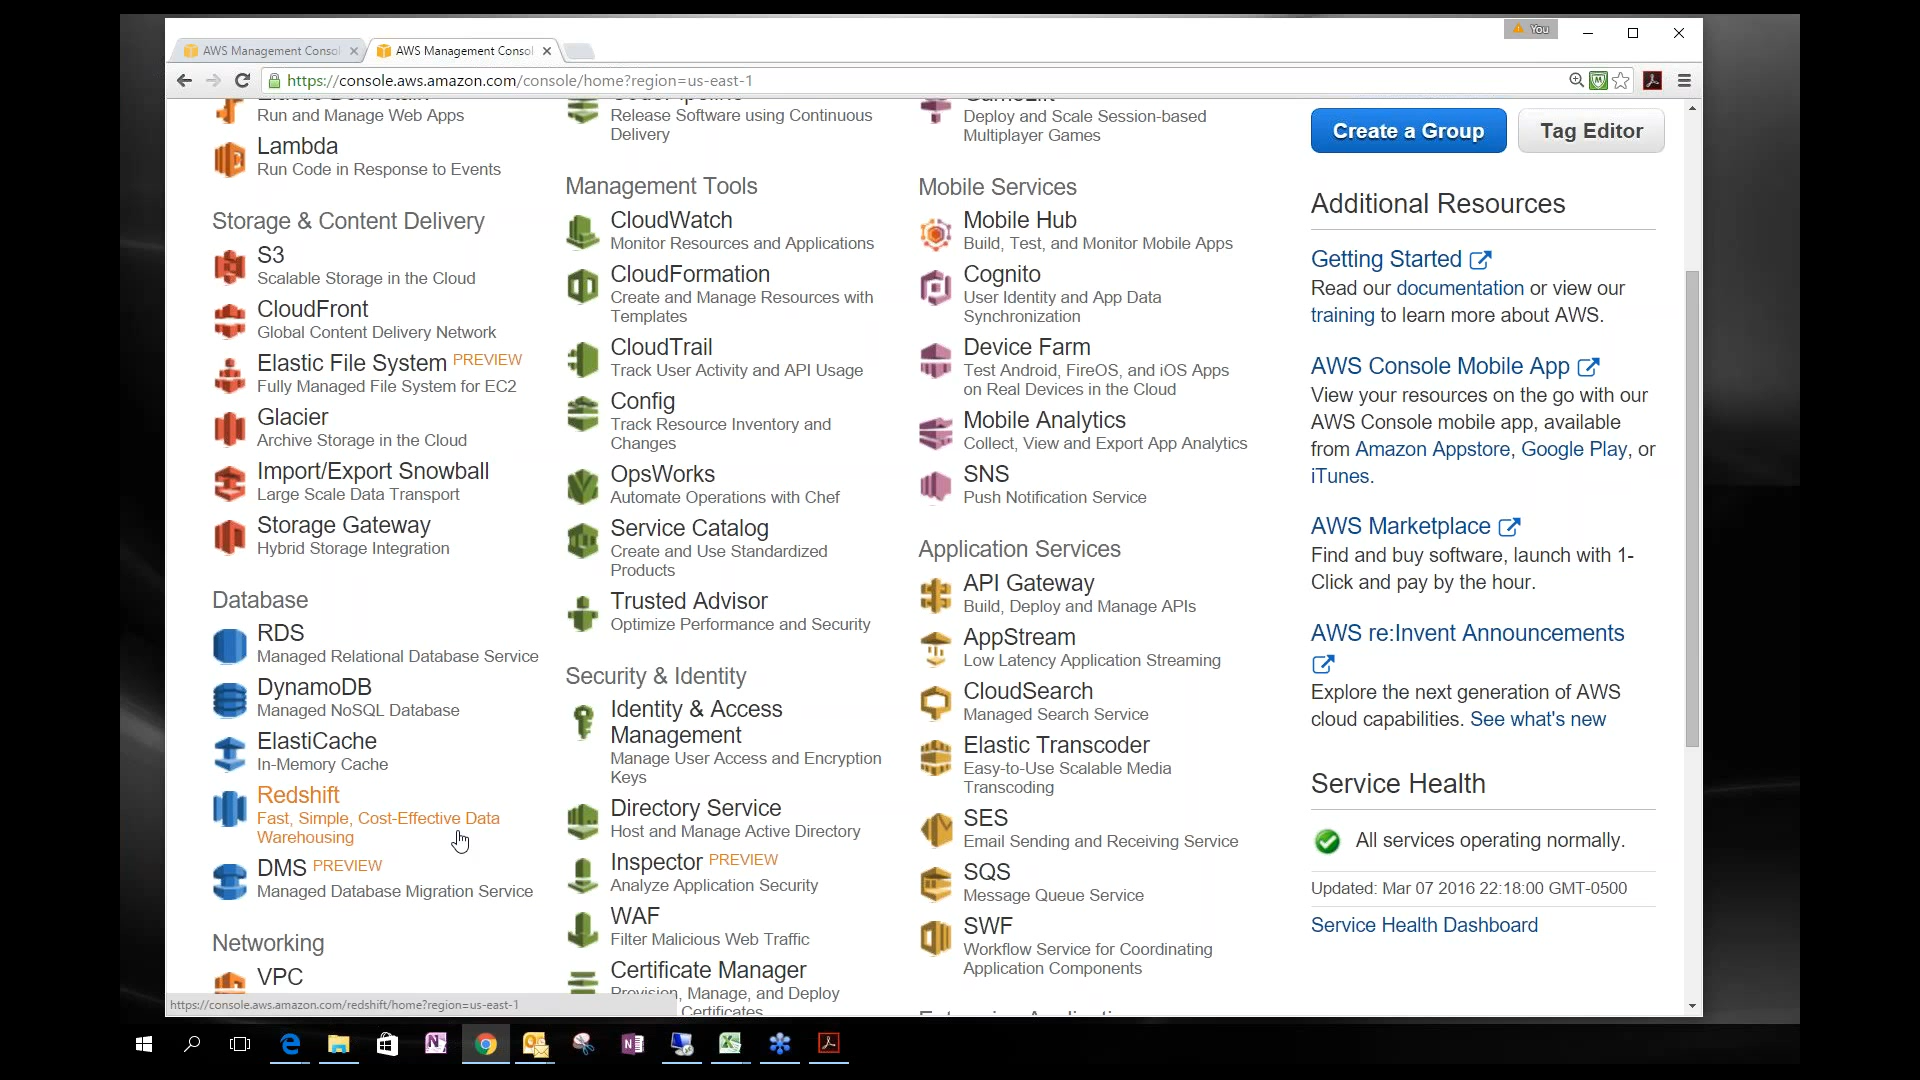 You
AWS Management Consol
AWS Management Consol
https://console.aws.amazon.com/console/home?region=us-east-1
Run and Manage Web Apps
Lambda
Run Code in Response to Events
Storage & Content Delivery
S3
Scalable Storage in the Cloud
CloudFront
Global Content Delivery Network
Elastic File System PREVIEW
Fully Managed File System for EC2
Glacier
Archive Storage in the Cloud
Import/Export Snowball
Large Scale Data Transport
Storage Gateway
Hybrid Storage Integration
Database
RDS
Managed Relational Database Service
DynamoDB
Managed NoSQL Database
ElastiCache
In-Memory Cache
Redshift
Fast, Simple, Cost-Effective Data
Warehousing
DMS PREVIEW
Managed Database Migration Service
Networking
VPC
https://console.aws.amazon.com/redshift/home?region=us-east-1
Release Software using Continuous
Delivery
Management Tools
CloudWatch
Monitor Resources and Applications
CloudFormation
Create and Manage Resources with
Templates
CloudTrail
Track User Activity and API Usage
Config
Track Resource Inventory and
Changes
OpsWorks
Automate Operations with Chef
Service Catalog
Create and Use Standardized
Products
Trusted Advisor
Optimize Performance and Security
Security & Identity
Identity & Access
Management
Manage User Access and Encryption
Keys
Directory Service
Host and Manage Active Directory
Inspector PREVIEW
Analyze Application Security
WAF
Filter Malicious Web Traffic
Certificate Manager
Provision, Manage, and Deploy
Certificates
Deploy and Scale Session-based
Multiplayer Games
Mobile Services
Mobile Hub
Build, Test, and Monitor Mobile Apps
Cognito
User Identity and App Data
Synchronization
Device Farm
Test Android, FireOS, and iOS Apps
on Real Devices in the Cloud
Mobile Analytics
Collect, View and Export App Analytics
SNS
Push Notification Service
Application Services
API Gateway
Build, Deploy and Manage APIs
AppStream
Low Latency Application Streaming
CloudSearch
Managed Search Service
Elastic Transcoder
Easy-to-Use Scalable Media
Transcoding
SES
Email Sending and Receiving Service
SQS
Message Queue Service
SWF
Workflow Service for Coordinating
Application Components
Create a Group
Tag Editor
Additional Resources
Getting Started
Read our documentation or view our
training to learn more about AWS.
AWS Console Mobile App
View your resources on the go with our
AWS Console mobile app, available
from Amazon Appstore, Google Play, or
iTunes.
AWS Marketplace
Find and buy software, launch with 1-
Click and pay by the hour.
AWS re:Invent Announcements
Explore the next generation of AWS
cloud capabilities. See what's new
Service Health
All services operating normally.
Updated: Mar 07 2016 22:18:00 GMT-0500
Service Health Dashboard